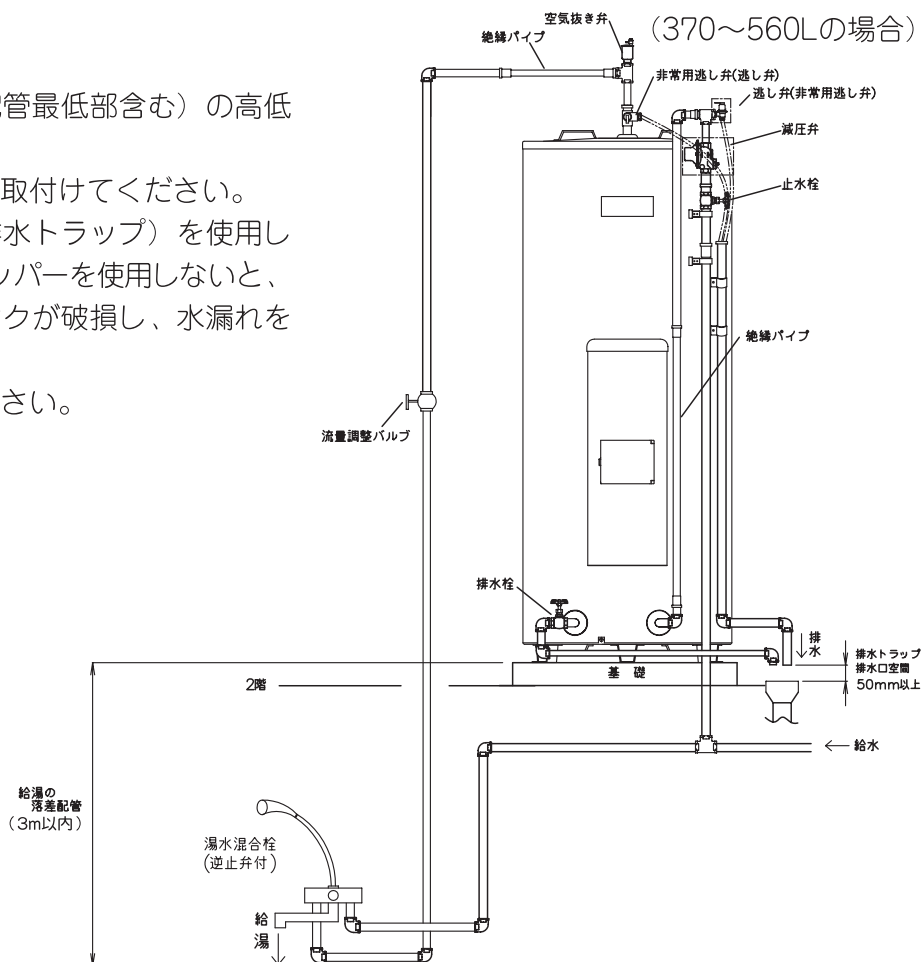 (370～560Lの場合)
管最低部含む）の高低
取付けてください。
水トラップ）を使用し
ッパーを使用しないと、
クが破損し、水漏れを
さい。
空気抜き弁
絶縁パイプ
非常用逃し弁(逃し弁)
逃し弁(非常用逃し弁)
減圧弁
止水栓
絶縁パイプ
流量調整バルブ
排水栓
排水
排水トラップ
排水口空間
50mm以上
基礎
2階
給水
給湯の
落差配管
（3m以内）
湯水混合栓
(逆止弁付)
給湯